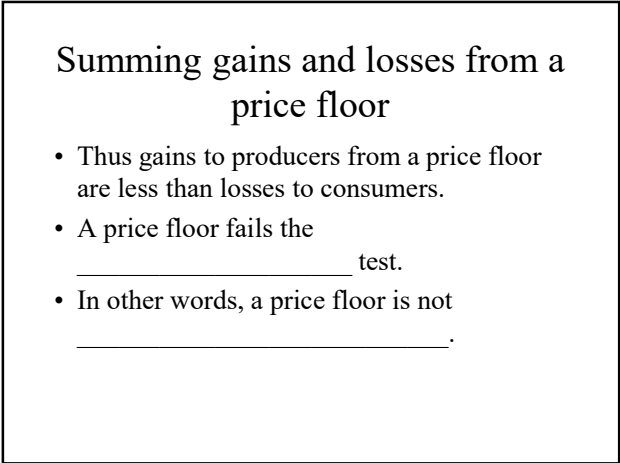 Summing gains and losses from a
price floor
• Thus gains to producers from a price floor
are less than losses to consumers.
• A price floor fails the
____________________ test.
• In other words, a price floor is not
___________________________.